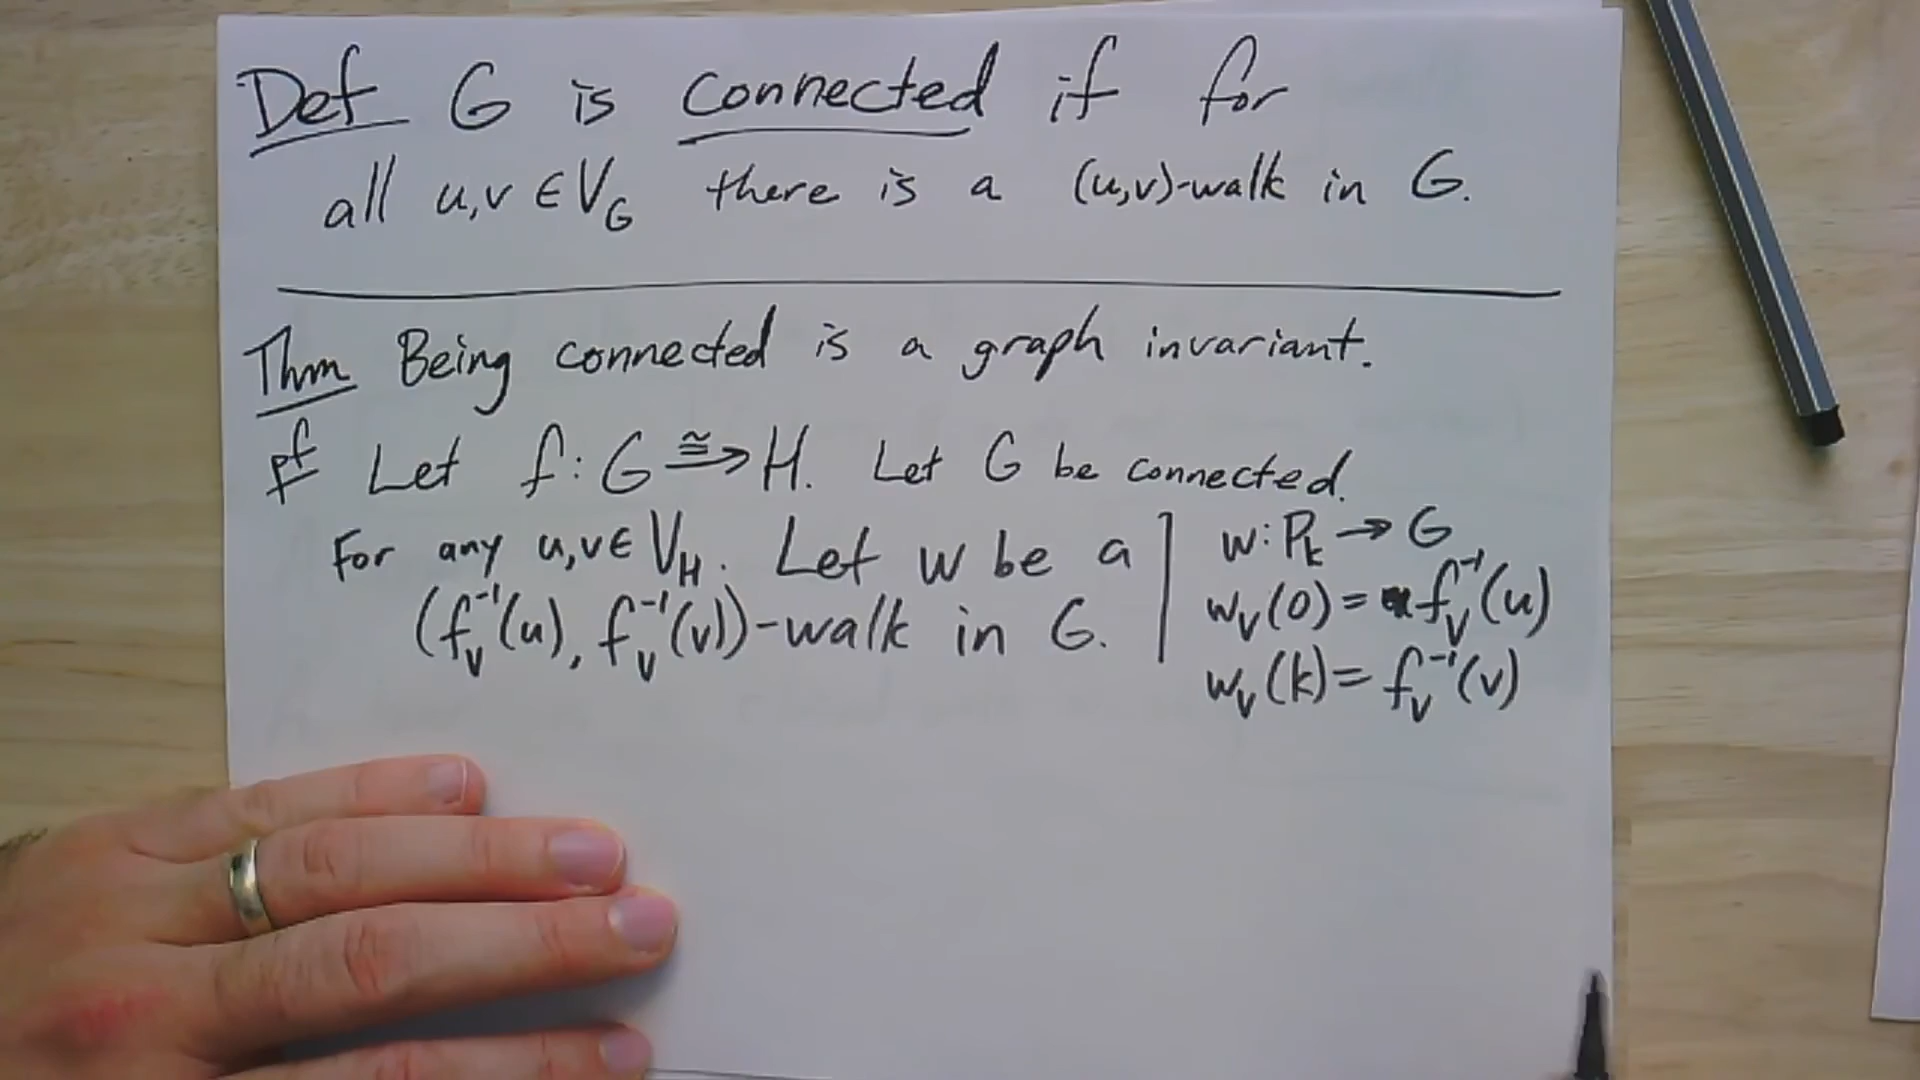 Def G is connected if for
all u,v ∈ V_G there is a (u,v)-walk in G.
Thm Being connected is a graph invariant.
pf Let f: G ≅→ H. Let G be connected.
For any u,v ∈ V_H. Let w be a
(f_V^{-1}(u), f_V^{-1}(v))-walk in G.
w: P_k → G
w_V(0) = f_V^{-1}(u)
w_V(k) = f_V^{-1}(v)